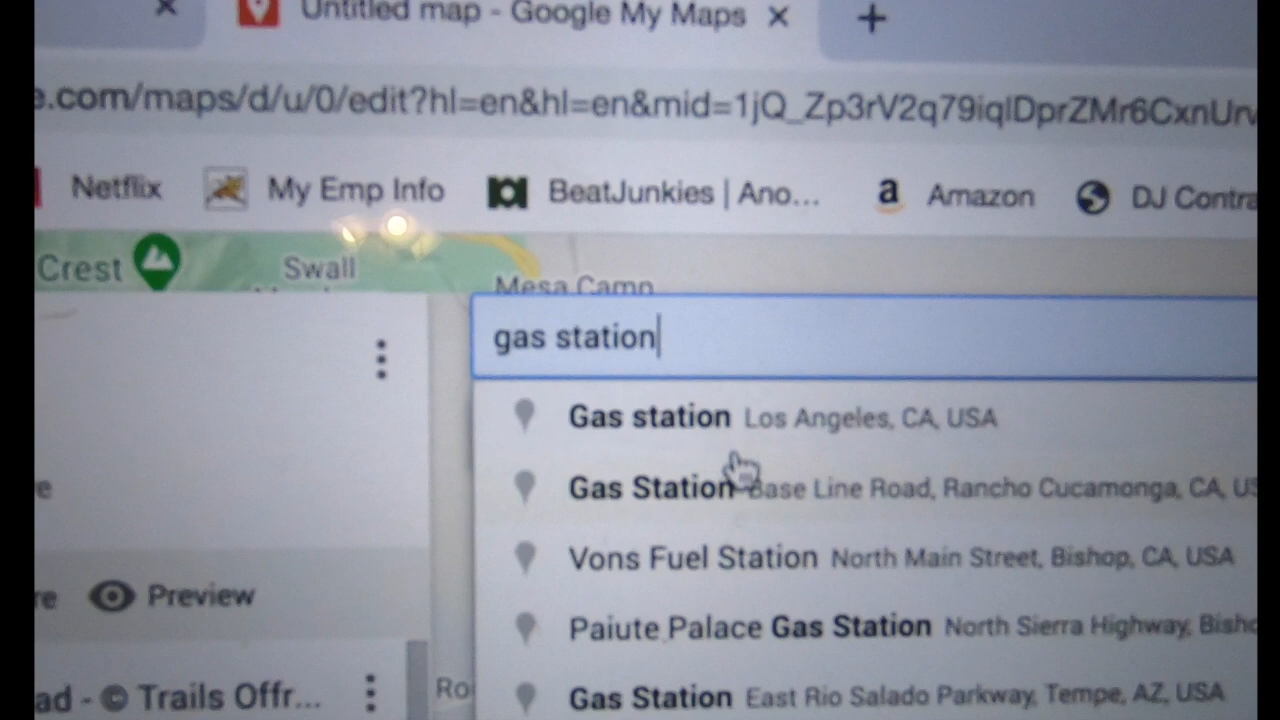 Untitled map - Google My Maps
e.com/maps/d/u/0/edit?hl=en&hl=en&mid=1jQ_Zp3rV2q79iqlDprZMr6CxnUrv
Netflix My Emp Info BeatJunkies | Ano... a Amazon DJ Contra
Crest Swall
Mesa Camp
gas station
Gas station Los Angeles, CA, USA
Gas Station Base Line Road, Rancho Cucamonga, CA, US
e
Vons Fuel Station North Main Street, Bishop, CA, USA
re Preview
Paiute Palace Gas Station North Sierra Highway, Bisho
ad - © Trails Offr...
Ro
Gas Station East Rio Salado Parkway, Tempe, AZ, USA